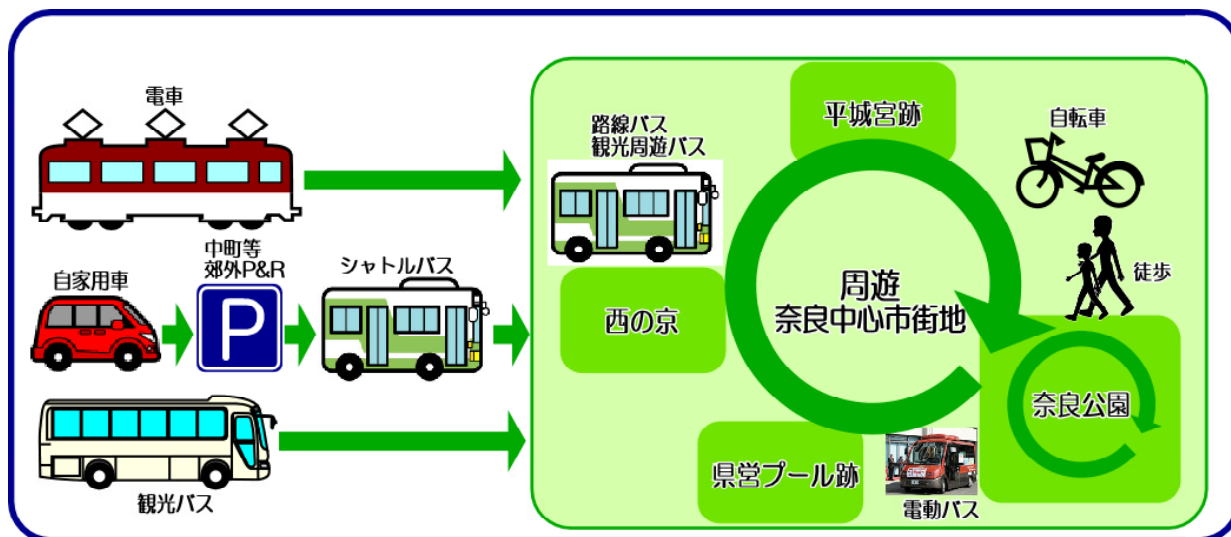 電車
中町等
郊外P&R
自家用車
P
シャトルバス
観光バス
路線バス
観光周遊バス
平城宮跡
自転車
徒歩
西の京
周遊
奈良中心市街地
奈良公園
県営プール跡
電動バス